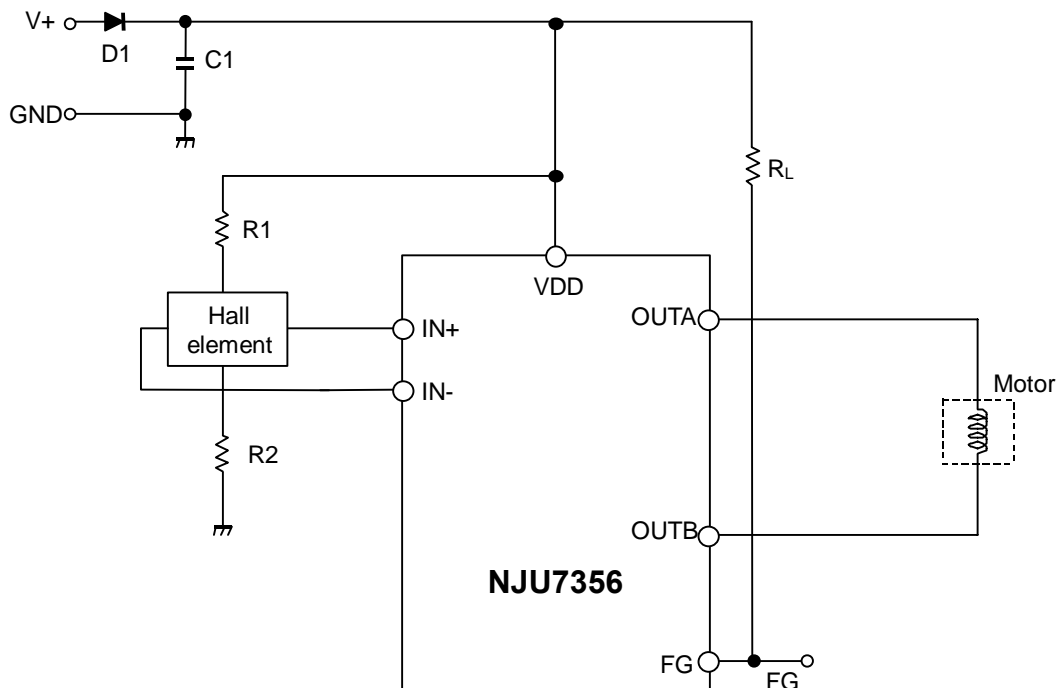 V+
D1
C1
GND
RL
R1
VDD
Hall
element
OUTA
IN+
Motor
IN-
R2
OUTB
NJU7356
FG
FG